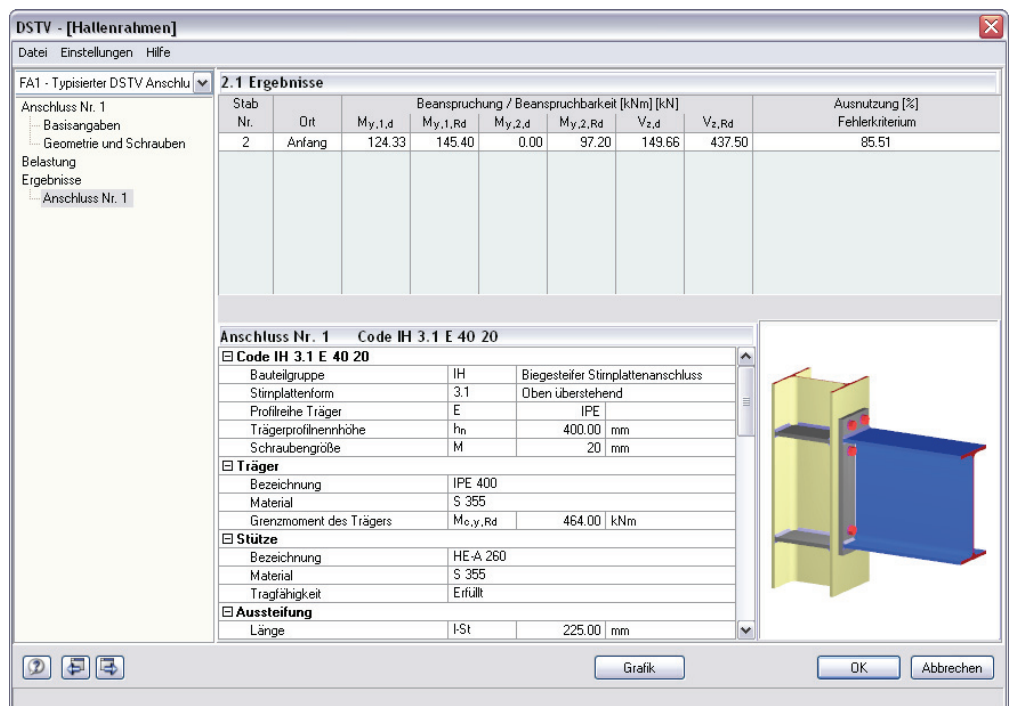 DSTV - [Hallenrahmen]
Datei Einstellungen Hilfe
FA1 - Typisierter DSTV Anschlu
Anschluss Nr. 1
Basisangaben
Geometrie und Schrauben
Belastung
Ergebnisse
Anschluss Nr. 1
2.1 Ergebnisse
Stab Beanspruchung / Beanspruchbarkeit [kNm] [kN] Ausnutzung [%]
Nr. Ort My,1,d My,1,Rd My,2,d My,2,Rd Vz,d Vz,Rd Fehlerkriterium
2 Anfang 124.33 145.40 0.00 97.20 149.66 437.50 85.51
Anschluss Nr. 1 Code IH 3.1 E 40 20
Code IH 3.1 E 40 20
Bauteilgruppe IH Biegesteifer Stirnplattenanschluss
Stirnplattenform 3.1 Oben überstehend
Profilreihe Träger E IPE
Trägerprofilnennhöhe hn 400.00 mm
Schraubengröße M 20 mm
Träger
Bezeichnung IPE 400
Material S 355
Grenzmoment des Trägers Mc,y,Rd 464.00 kNm
Stütze
Bezeichnung HE-A 260
Material S 355
Tragfähigkeit Erfüllt
Aussteifung
Länge l-St 225.00 mm
Grafik OK Abbrechen